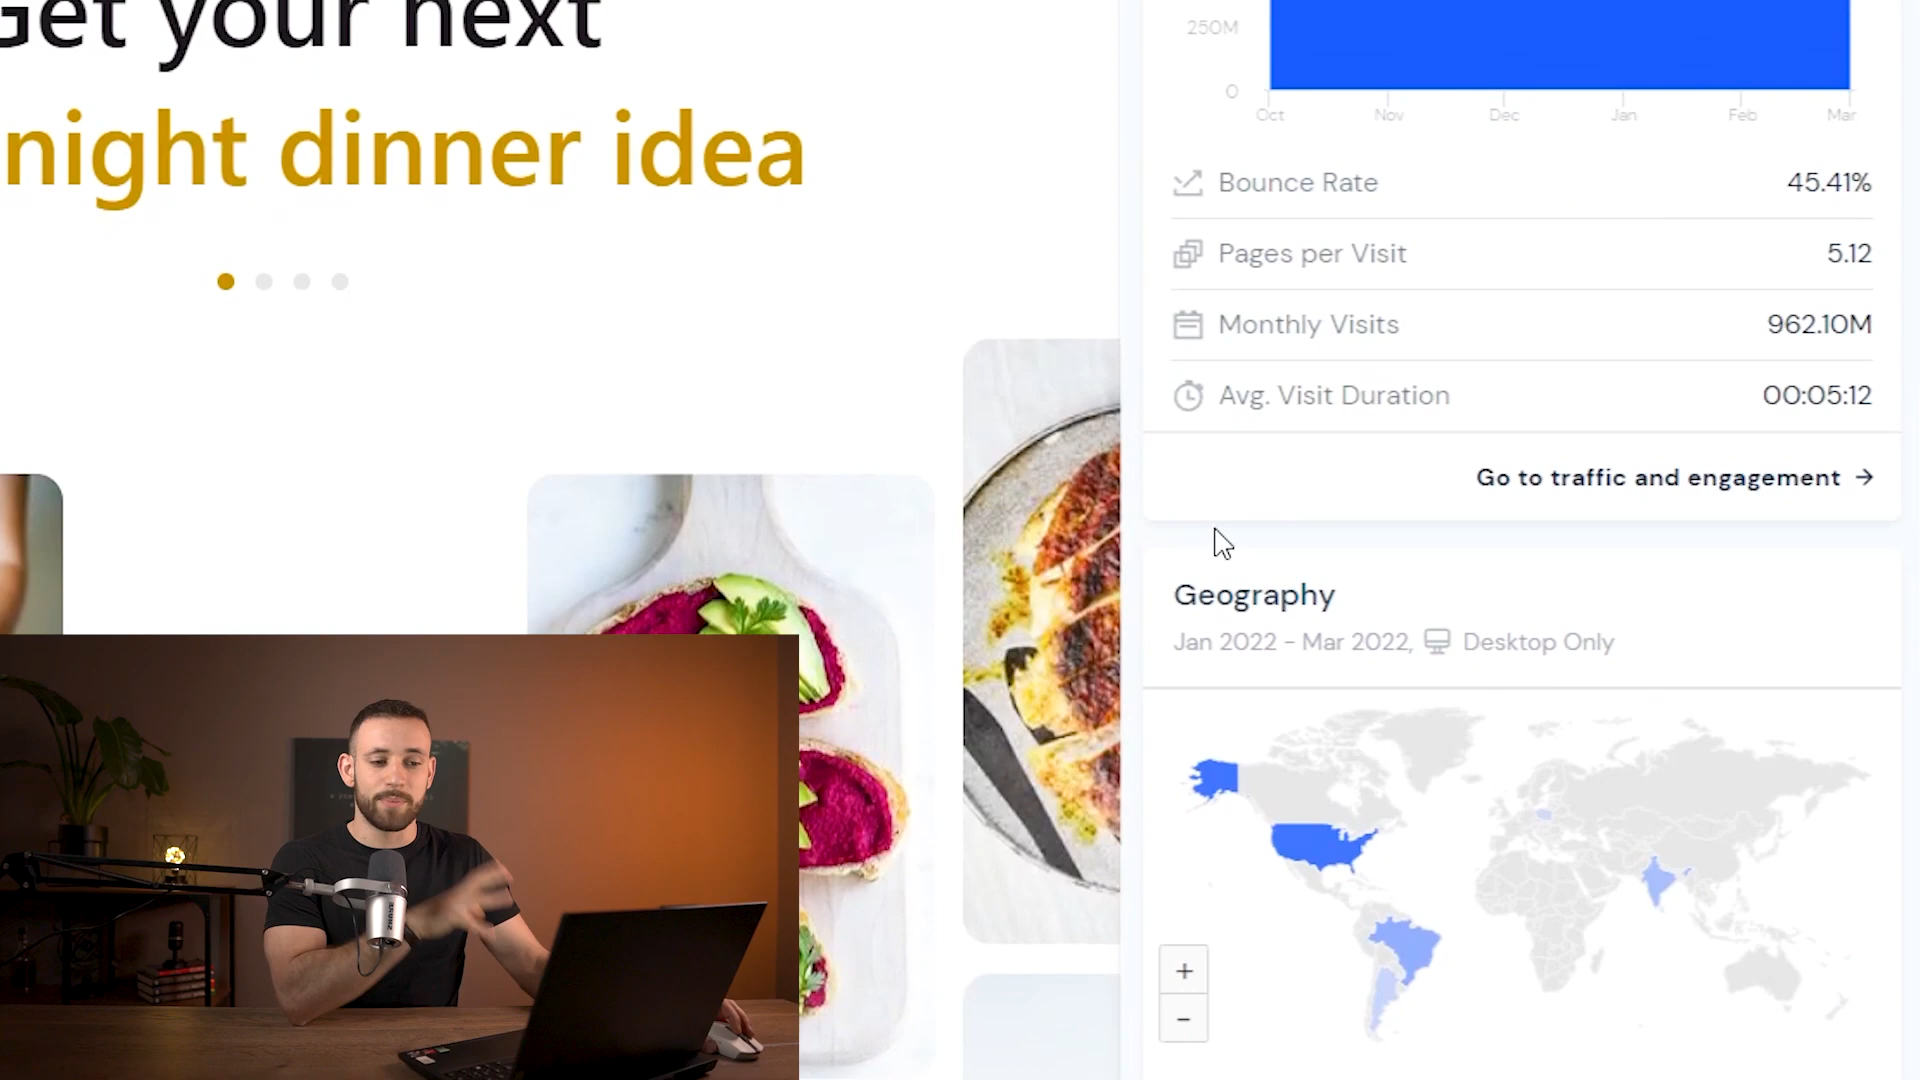 Get your next
night dinner idea
250M
0
Oct Nov Dec Jan Feb Mar
Bounce Rate 45.41%
Pages per Visit 5.12
Monthly Visits 962.10M
Avg. Visit Duration 00:05:12
Go to traffic and engagement →
Geography
Jan 2022 - Mar 2022, Desktop Only
+
−